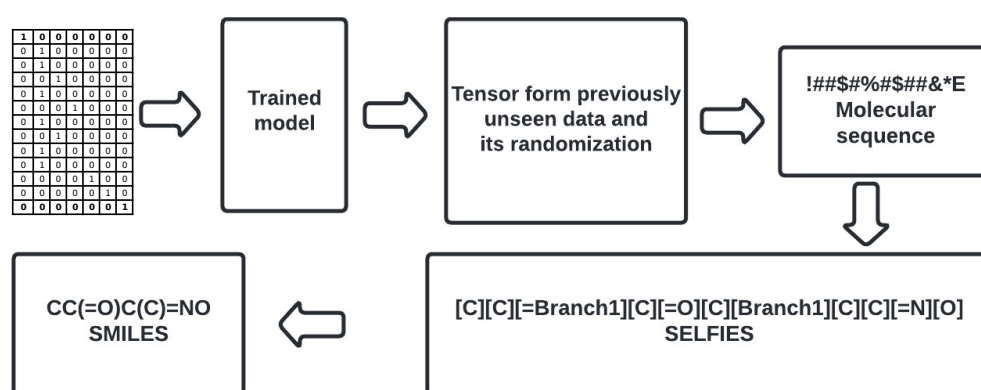 1 0 0 0 0 0 0
0 1 0 0 0 0 0
0 1 0 0 0 0 0
0 0 1 0 0 0 0
0 1 0 0 0 0 0
0 0 0 1 0 0 0
0 1 0 0 0 0 0
0 0 1 0 0 0 0
0 1 0 0 0 0 0
0 1 0 0 0 0 0
0 0 0 0 1 0 0
0 0 0 0 0 1 0
0 0 0 0 0 0 1
Trained
model
Tensor form previously
unseen data and
its randomization
!##$#%#$##&*E
Molecular
sequence
[C][C][=Branch1][C][=O][C][Branch1][C][C][=N][O]
SELFIES
CC(=O)C(C)=NO
SMILES